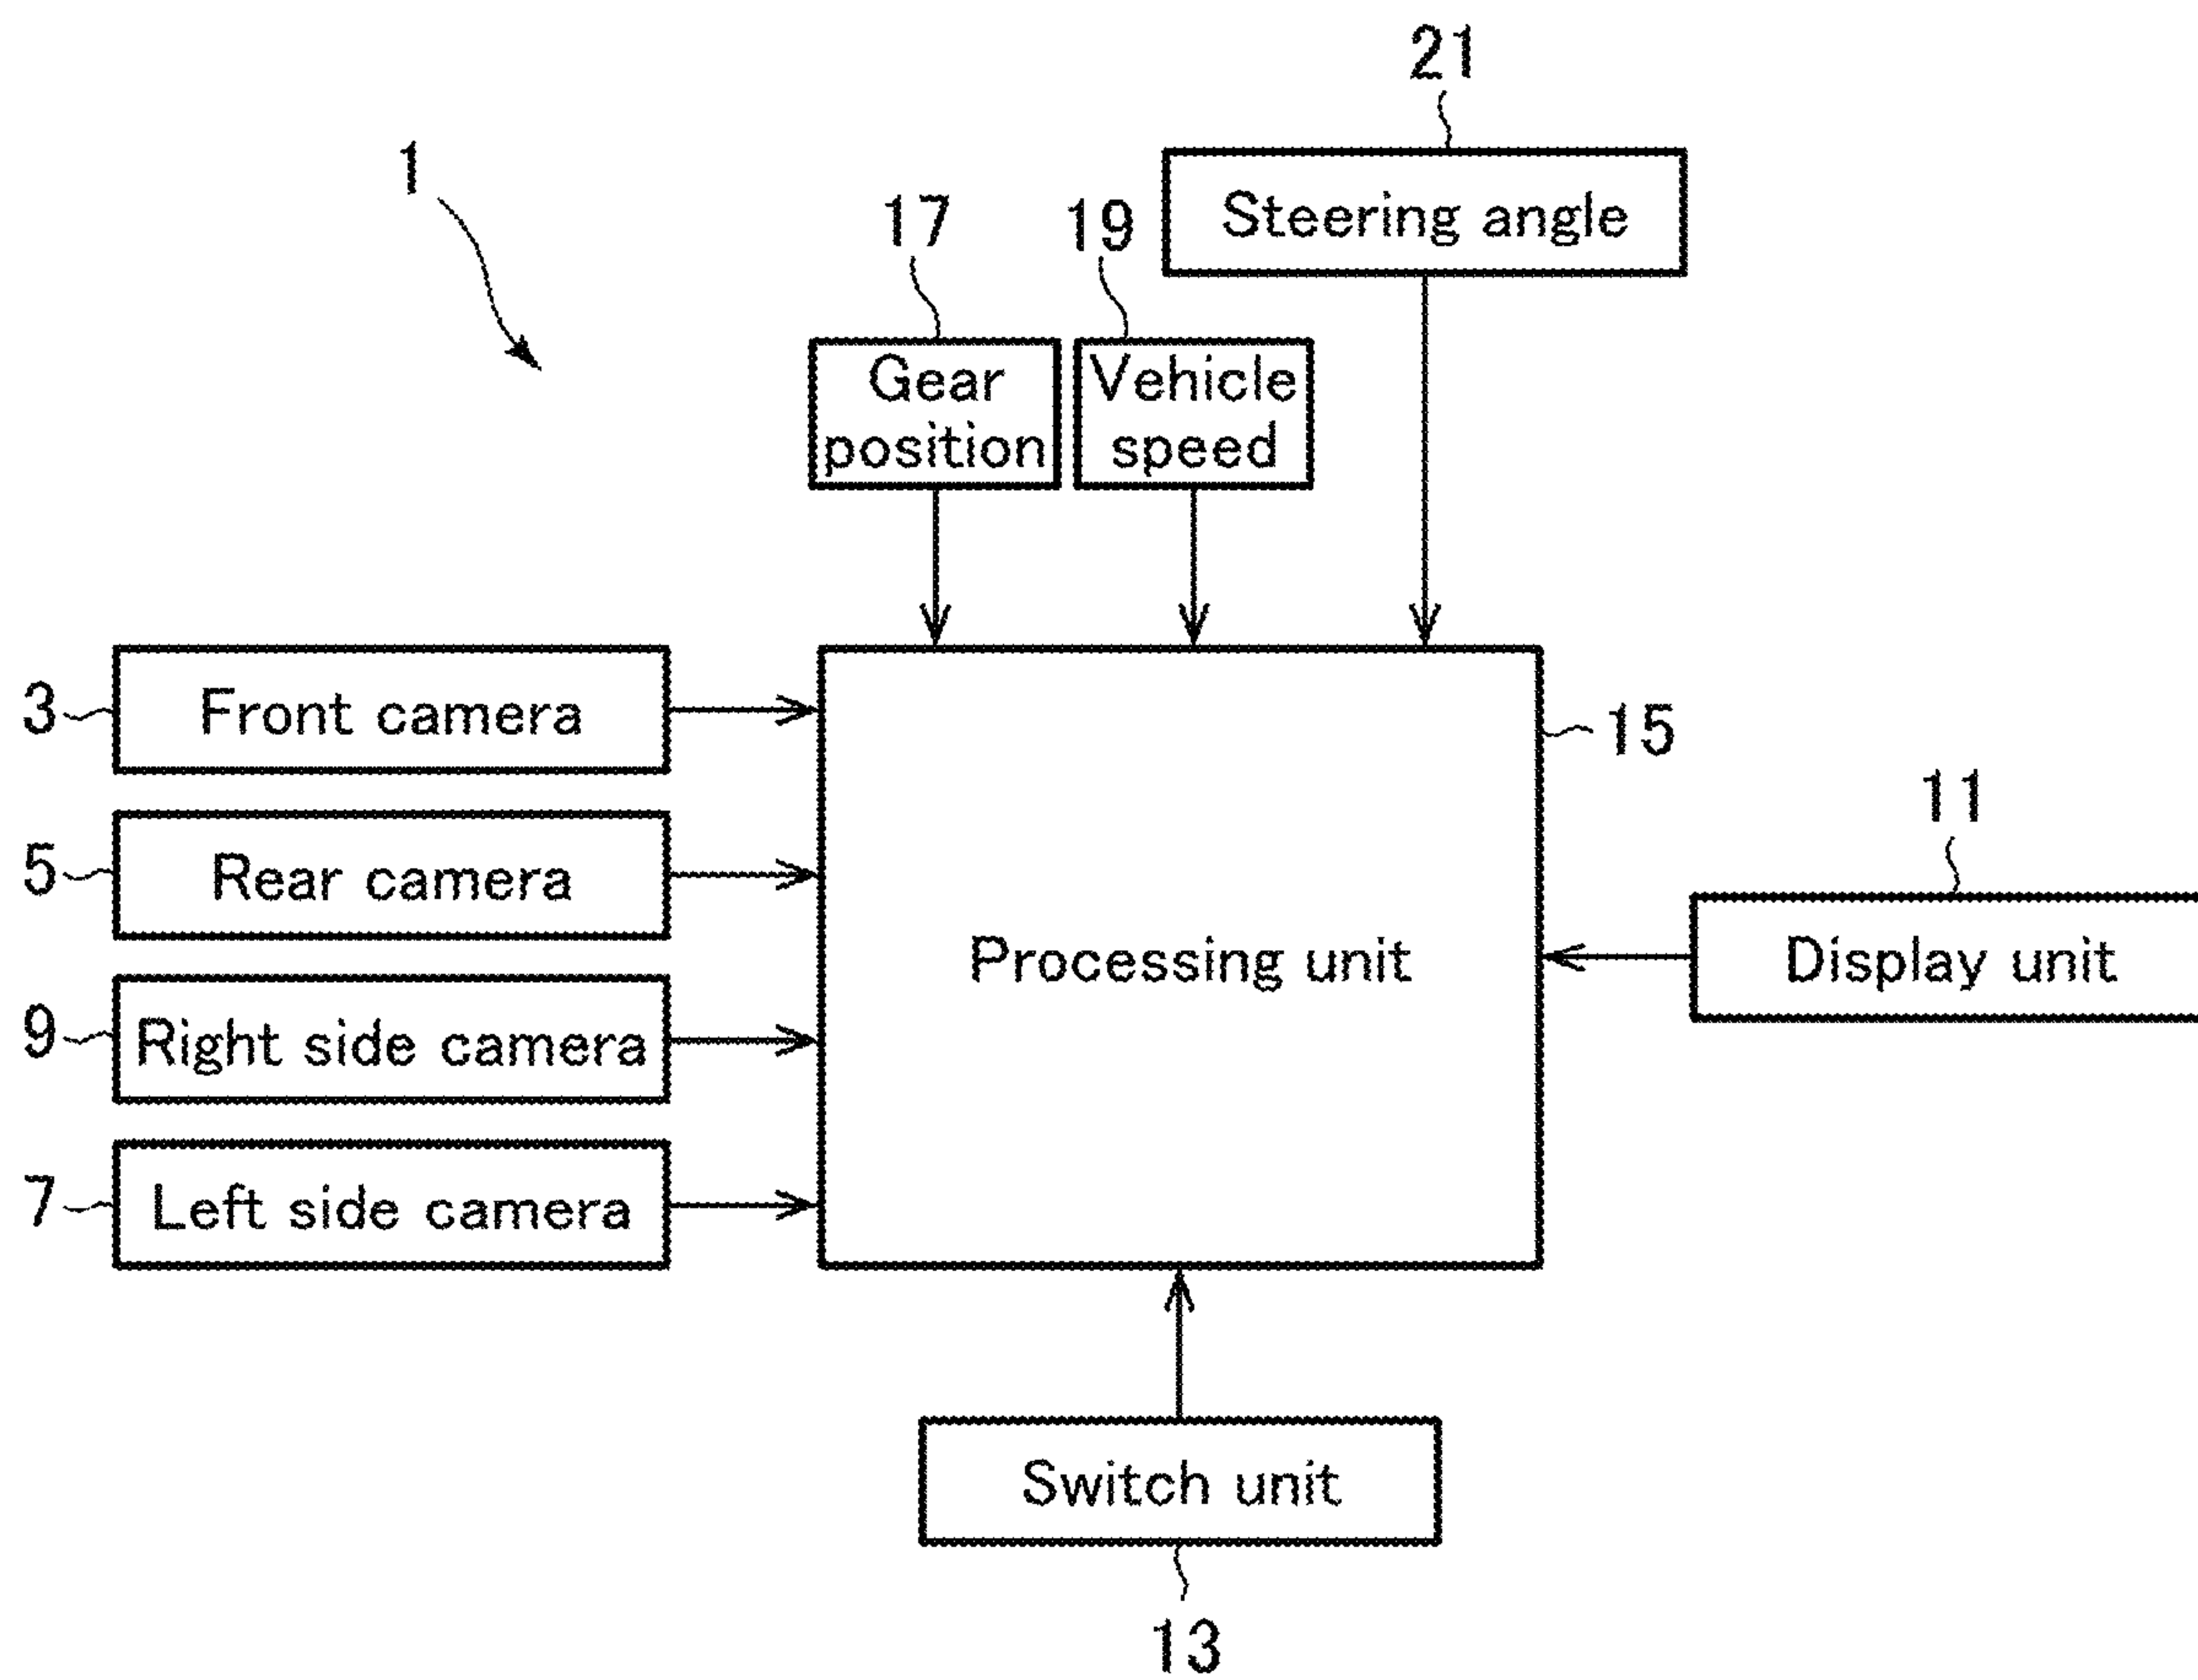 21
1
Steering angle
17
19
Gear
position
Vehicle
speed
3
Front camera
15
11
5
Rear camera
Processing unit
Display unit
9
Right side camera
7
Left side camera
Switch unit
13